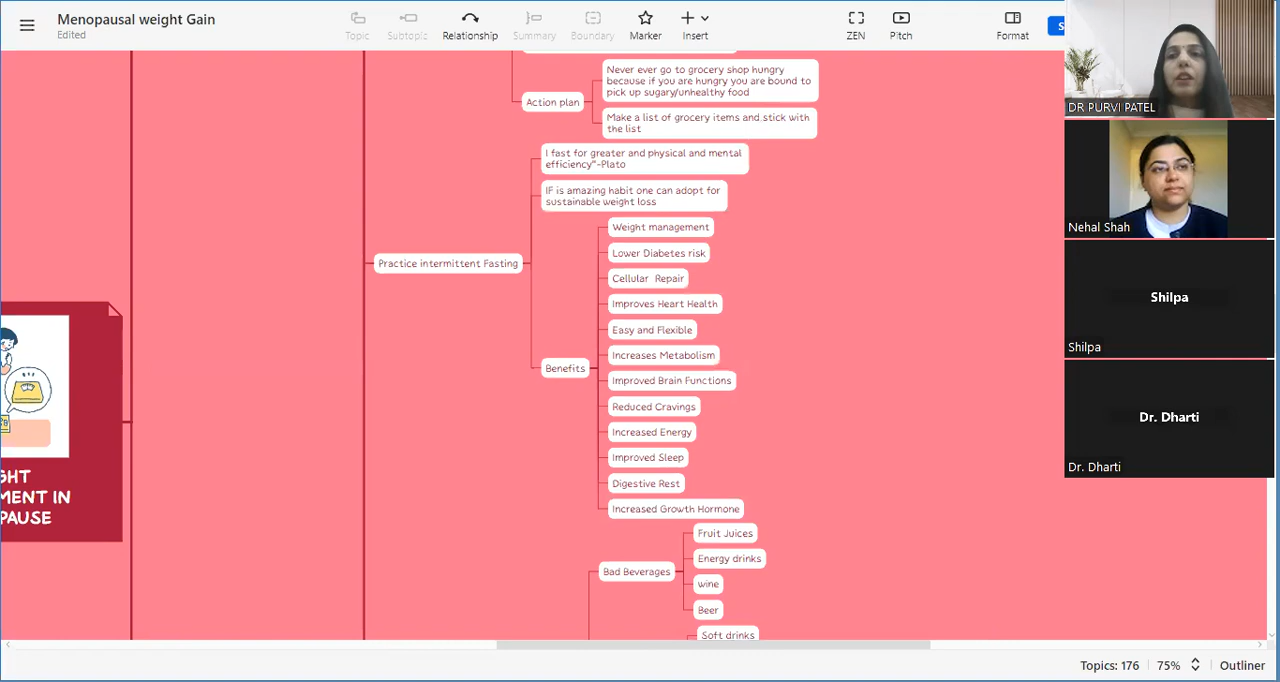 Menopausal weight Gain
Edited
Topic
Subtopic
Relationship
Summary
Boundary
Marker
Insert
ZEN
Pitch
Format
S
DR PURVI PATEL
Nehal Shah
Shilpa
Shilpa
Dr. Dharti
Dr. Dharti
Action plan
Never ever go to grocery shop hungry
because if you are hungry you are bound to
pick up sugary/unhealthy food
Make a list of grocery items and stick with
the list
Practice intermittent Fasting
I fast for greater and physical and mental
efficiency"-Plato
IF is amazing habit one can adopt for
sustainable weight loss
Benefits
Weight management
Lower Diabetes risk
Cellular Repair
Improves Heart Health
Easy and Flexible
Increases Metabolism
Improved Brain Functions
Reduced Cravings
Increased Energy
Improved Sleep
Digestive Rest
Increased Growth Hormone
Bad Beverages
Fruit Juices
Energy drinks
wine
Beer
Soft drinks
GHT
MENT IN
PAUSE
Topics: 176
75%
Outliner